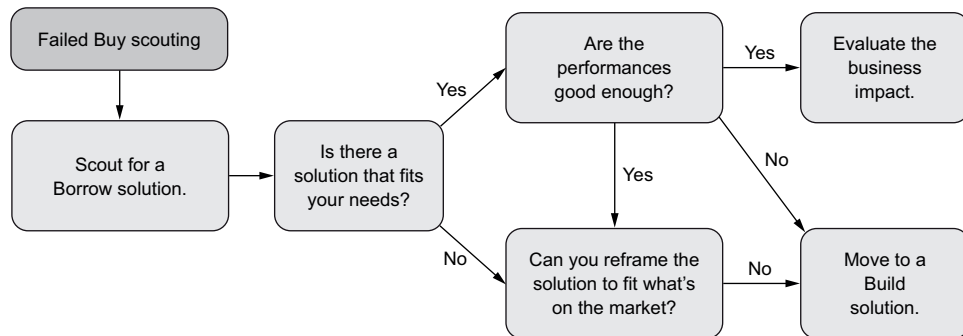 Failed Buy scouting
Scout for a
Borrow solution.
Is there a
solution that fits
your needs?
Yes
No
Are the
performances
good enough?
Yes
Evaluate the
business
impact.
Yes
No
Can you reframe the
solution to fit what's
on the market?
No
Move to a
Build
solution.